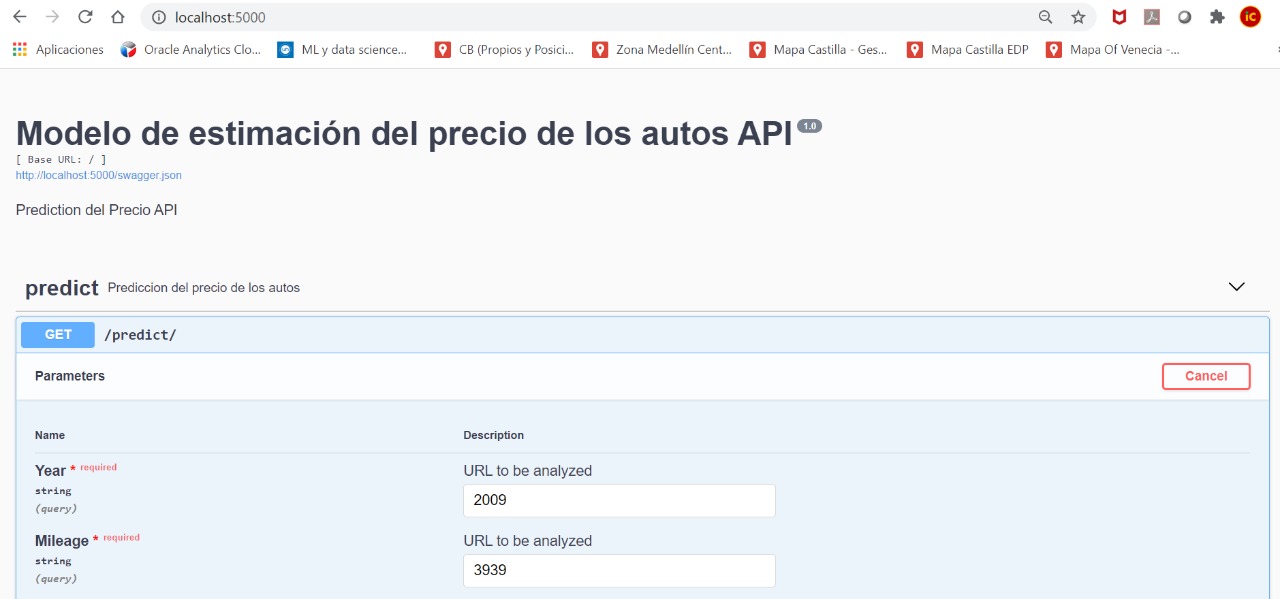 localhost:5000
iC
Aplicaciones Oracle Analytics Clo... ML y data science... CB (Propios y Posici... Zona Medellín Cent... Mapa Castilla - Ges... Mapa Castilla EDP Mapa Of Venecia -...
Modelo de estimación del precio de los autos API 1.0
[ Base URL: / ]
http://localhost:5000/swagger.json
Prediction del Precio API
predict Prediccion del precio de los autos
GET /predict/
Parameters Cancel
Name Description
Year * required URL to be analyzed
string
2009
(query)
Mileage * required URL to be analyzed
string
3939
(query)